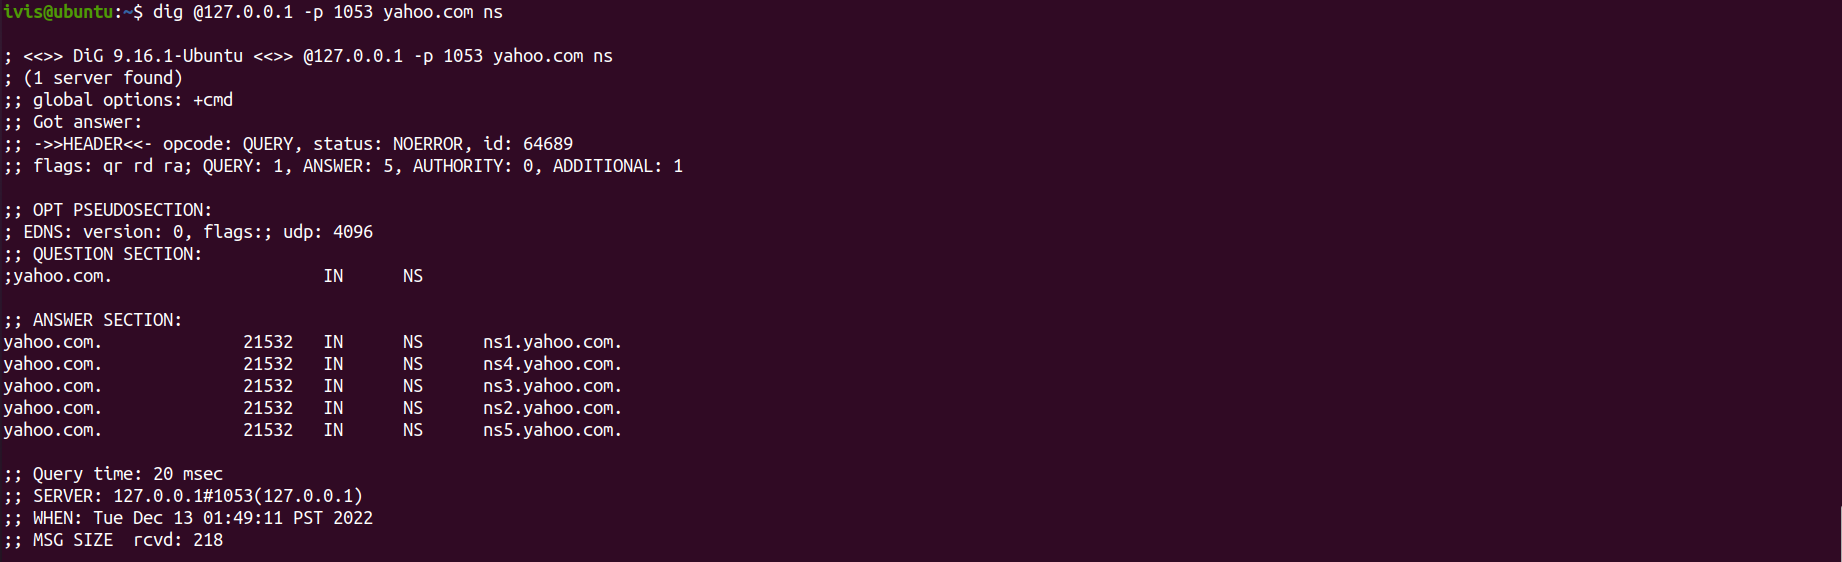 ivis@ubuntu:~$ dig @127.0.0.1 -p 1053 yahoo.com ns
; <<>> DiG 9.16.1-Ubuntu <<>> @127.0.0.1 -p 1053 yahoo.com ns
; (1 server found)
;; global options: +cmd
;; Got answer:
;; ->>HEADER<<- opcode: QUERY, status: NOERROR, id: 64689
;; flags: qr rd ra; QUERY: 1, ANSWER: 5, AUTHORITY: 0, ADDITIONAL: 1
;; OPT PSEUDOSECTION:
; EDNS: version: 0, flags:; udp: 4096
;; QUESTION SECTION:
;yahoo.com. IN NS
;; ANSWER SECTION:
yahoo.com. 21532 IN NS ns1.yahoo.com.
yahoo.com. 21532 IN NS ns4.yahoo.com.
yahoo.com. 21532 IN NS ns3.yahoo.com.
yahoo.com. 21532 IN NS ns2.yahoo.com.
yahoo.com. 21532 IN NS ns5.yahoo.com.
;; Query time: 20 msec
;; SERVER: 127.0.0.1#1053(127.0.0.1)
;; WHEN: Tue Dec 13 01:49:11 PST 2022
;; MSG SIZE  rcvd: 218